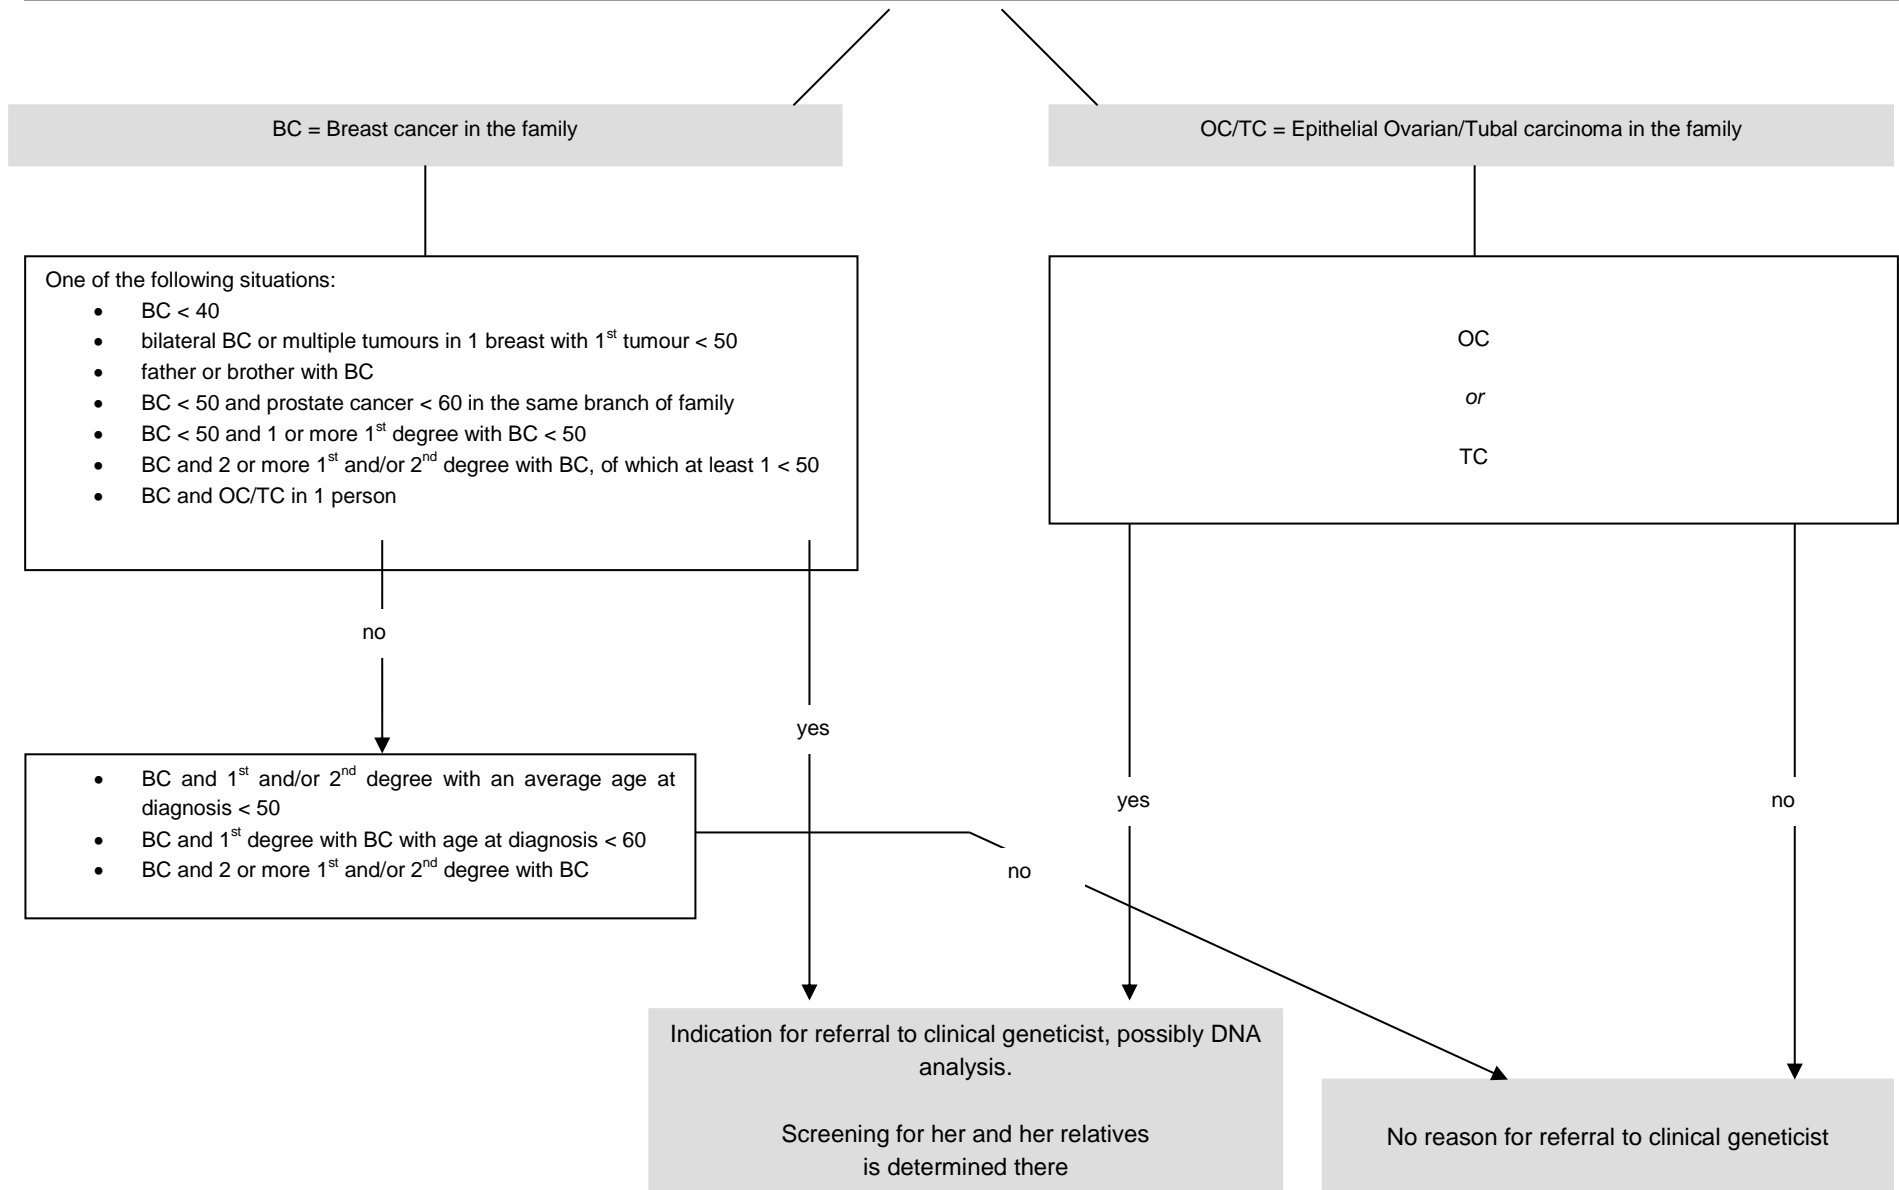 BC = Breast cancer in the family
OC/TC = Epithelial Ovarian/Tubal carcinoma in the family
One of the following situations:
• BC < 40
• bilateral BC or multiple tumours in 1 breast with 1st tumour < 50
• father or brother with BC
• BC < 50 and prostate cancer < 60 in the same branch of family
• BC < 50 and 1 or more 1st degree with BC < 50
• BC and 2 or more 1st and/or 2nd degree with BC, of which at least 1 < 50
• BC and OC/TC in 1 person
OC
or
TC
no
yes
yes
no
• BC and 1st and/or 2nd degree with an average age at
diagnosis < 50
• BC and 1st degree with BC with age at diagnosis < 60
• BC and 2 or more 1st and/or 2nd degree with BC
no
Indication for referral to clinical geneticist, possibly DNA
analysis.
Screening for her and her relatives
is determined there
No reason for referral to clinical geneticist